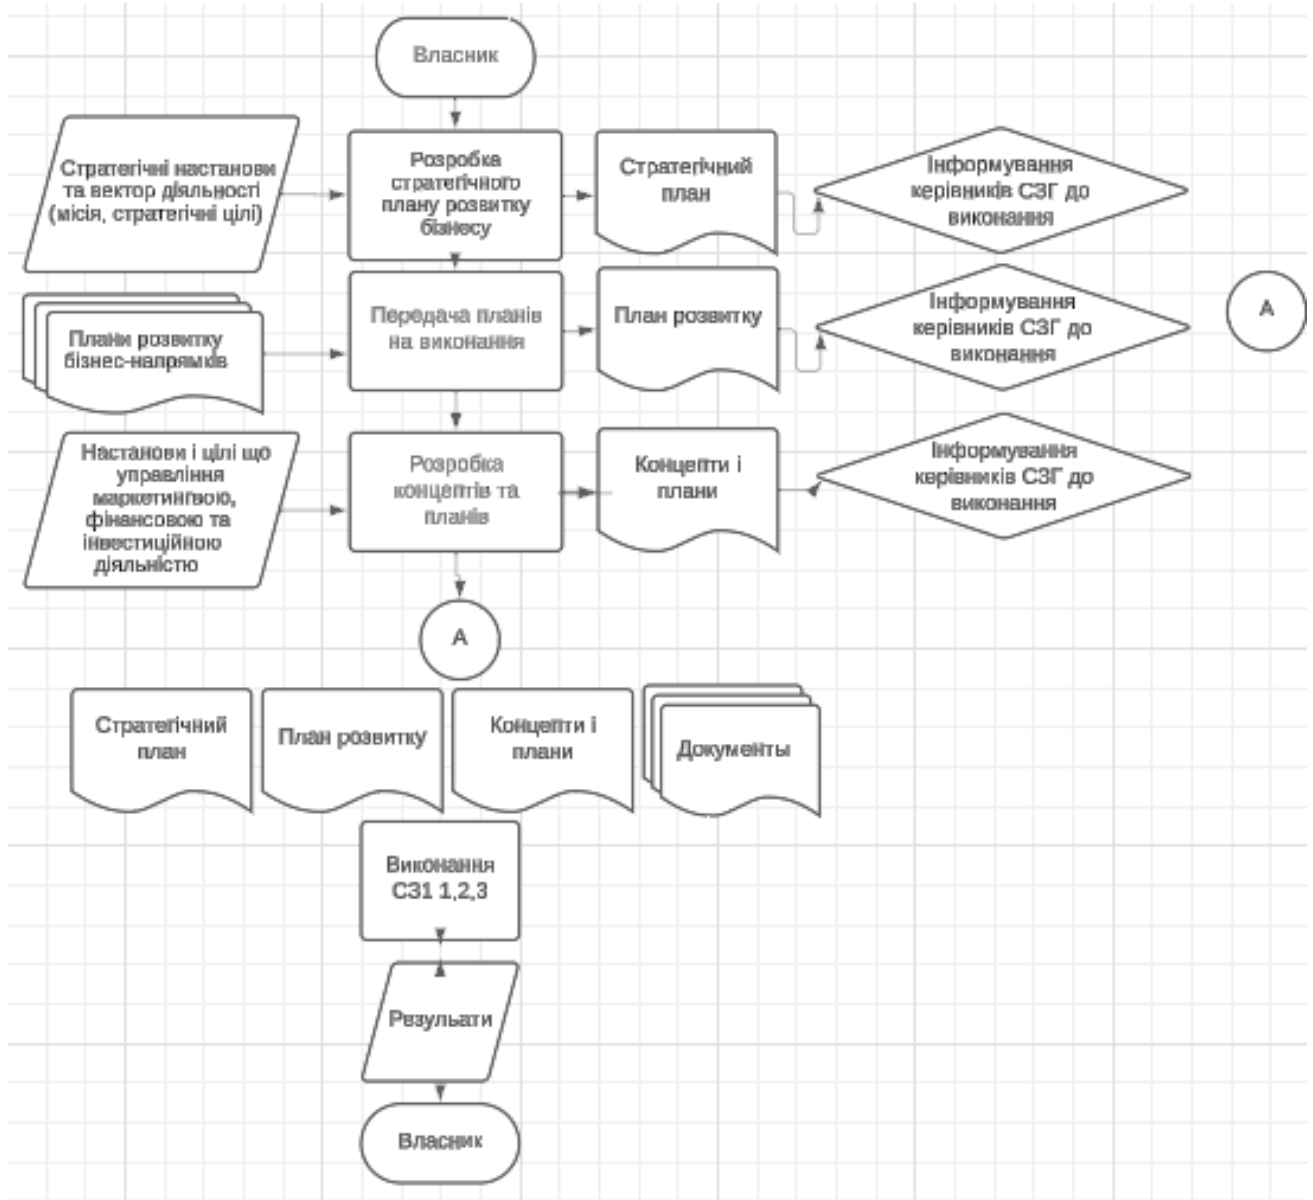 Власник
Стратегічні настанови
та вектор діяльності
(місія, стратегічні цілі)
Розробка
стратегічного
плану розвитку
бізнесу
Стратегічний
план
Інформування
керівників СЗГ до
виконання
Плани розвитку
бізнес-напрямків
Передача планів
на виконання
План розвитку
Інформування
керівників СЗГ до
виконання
А
Настанови і цілі що
управління
маркетингвою,
фінансовою та
інвестиційною
діяльністю
Розробка
концептів та
планів
Концепти і
плани
Інформування
керівників СЗГ до
виконання
А
Стратегічний
план
План розвитку
Концепти і
плани
Документы
Виконання
СЗ1 1,2,3
Резульати
Власник